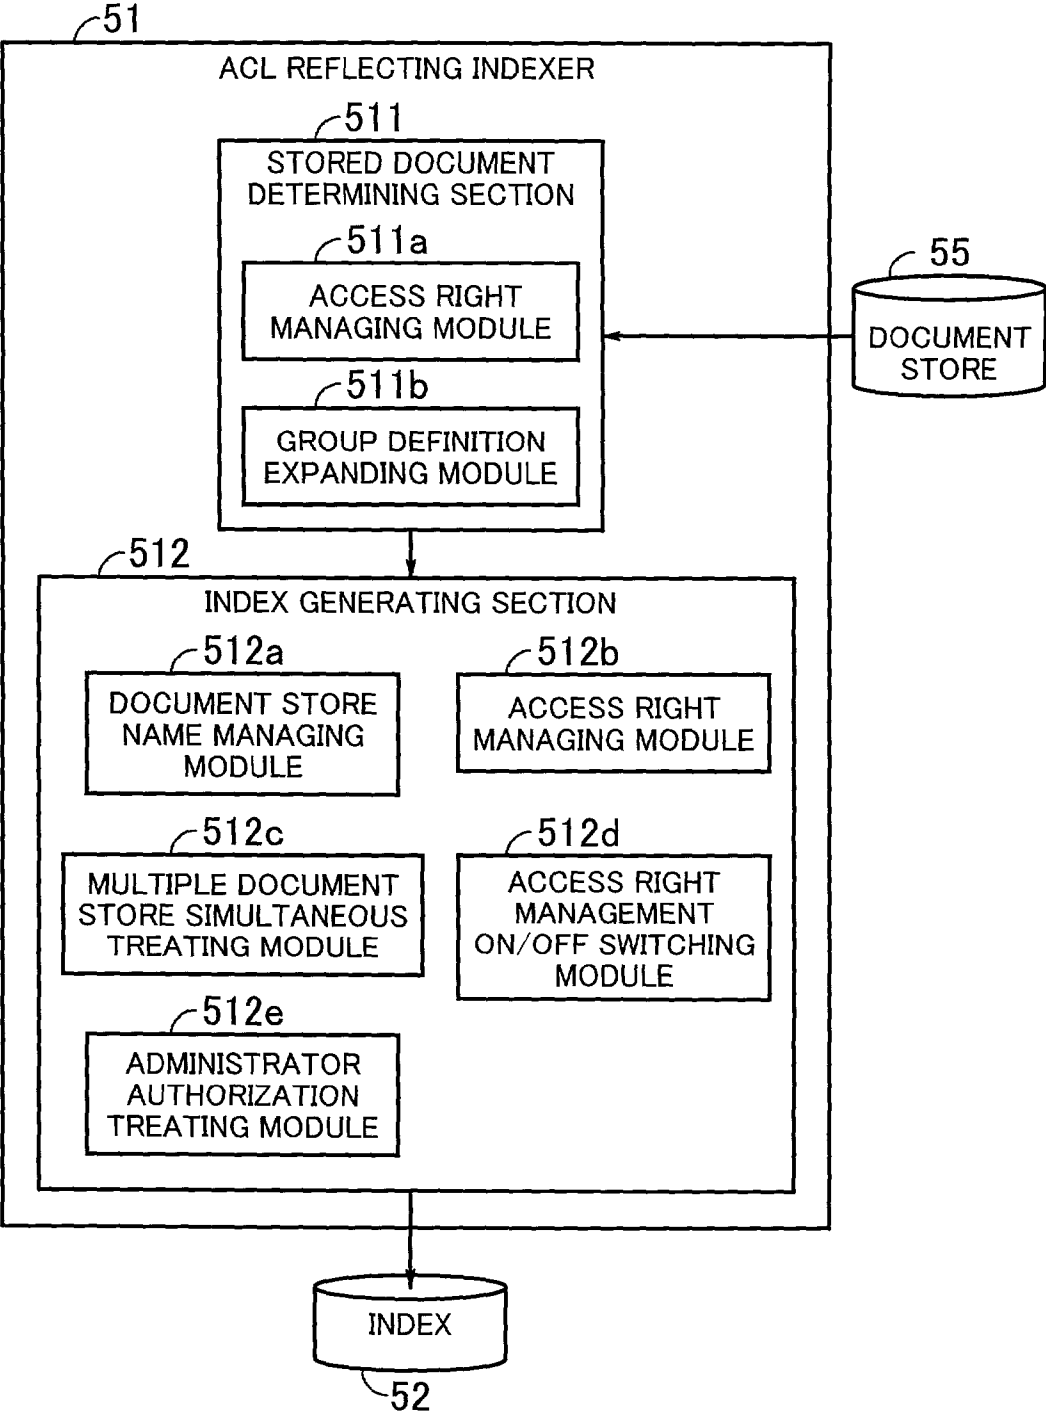 51
ACL REFLECTING INDEXER
511
STORED DOCUMENT
DETERMINING SECTION
511a
ACCESS RIGHT
MANAGING MODULE
511b
GROUP DEFINITION
EXPANDING MODULE
55
DOCUMENT
STORE
512
INDEX GENERATING SECTION
512a
DOCUMENT STORE
NAME MANAGING
MODULE
512b
ACCESS RIGHT
MANAGING MODULE
512c
MULTIPLE DOCUMENT
STORE SIMULTANEOUS
TREATING MODULE
512d
ACCESS RIGHT
MANAGEMENT
ON/OFF SWITCHING
MODULE
512e
ADMINISTRATOR
AUTHORIZATION
TREATING MODULE
INDEX
52